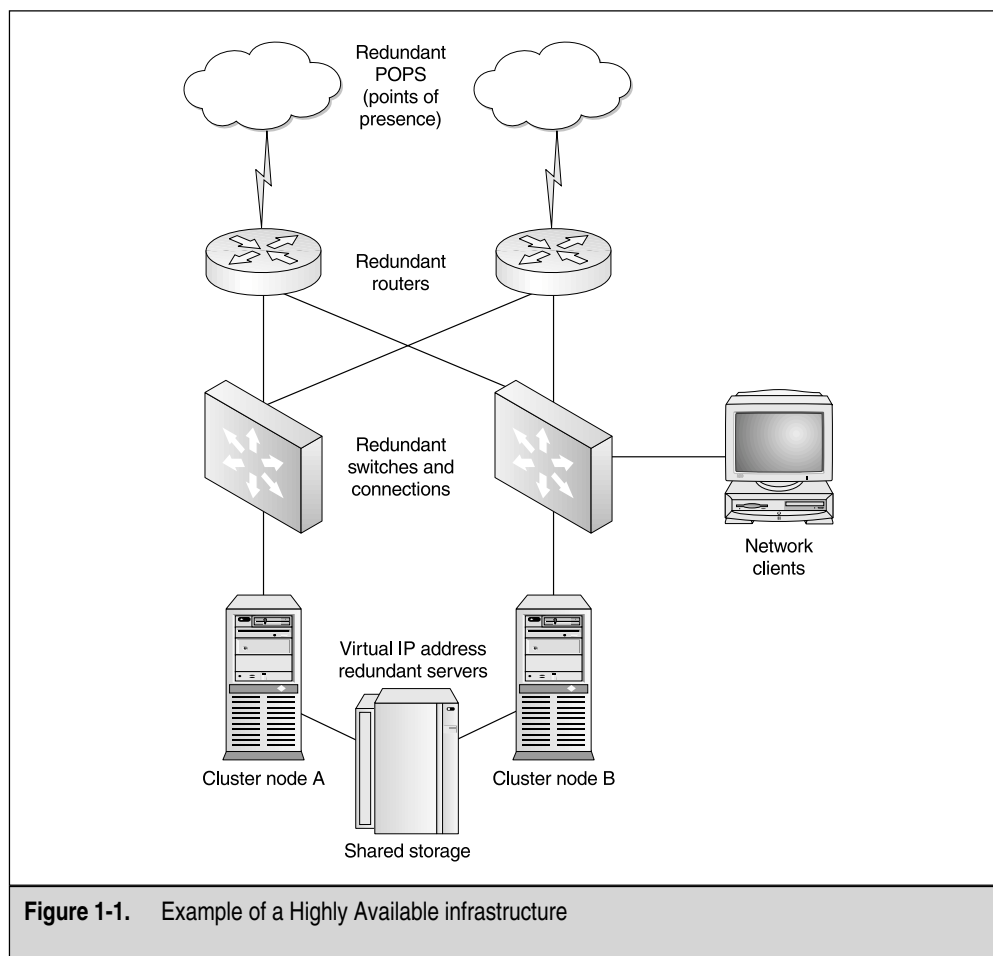 Redundant
POPS
(points of
presence)
Redundant
routers
Redundant
switches and
connections
Network
clients
Virtual IP address
redundant servers
Cluster node A
Cluster node B
Shared storage
Figure 1-1. Example of a Highly Available infrastructure